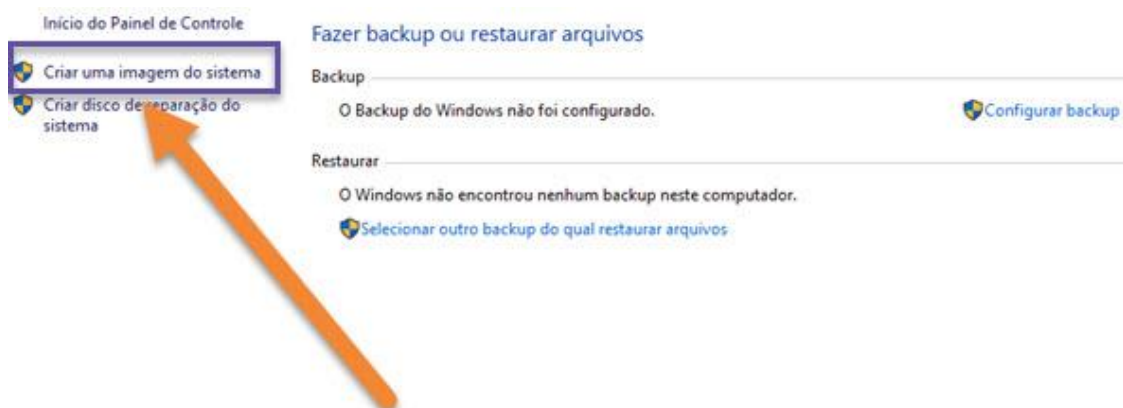 Início do Painel de Controle
Criar uma imagem do sistema
Criar disco de reparação do
sistema
Fazer backup ou restaurar arquivos
Backup
O Backup do Windows não foi configurado.
Configurar backup
Restaurar
O Windows não encontrou nenhum backup neste computador.
Selecionar outro backup do qual restaurar arquivos